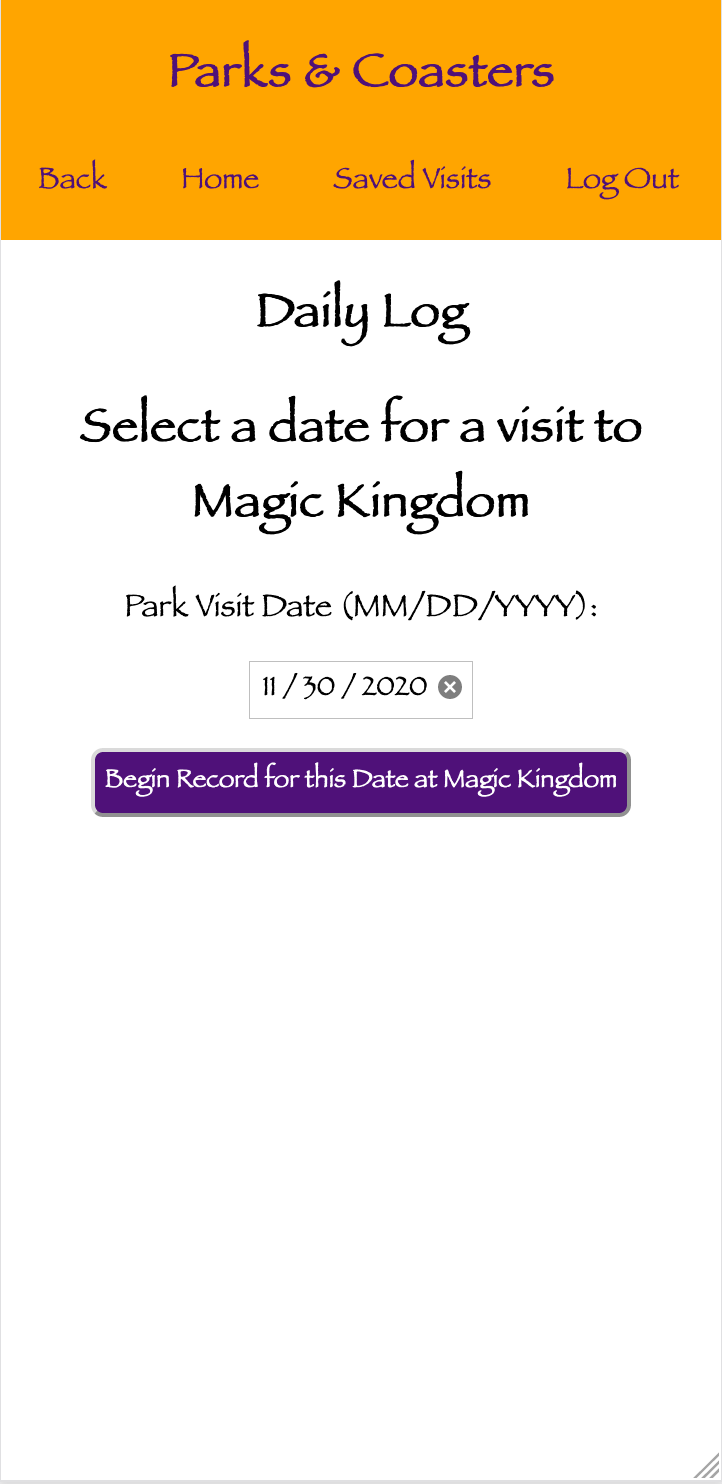 Parks & Coasters
Back Home Saved Visits Log Out
Daily Log
Select a date for a visit to
Magic Kingdom
Park Visit Date (MM/DD/YYYY):
11 / 30 / 2020
Begin Record for this Date at Magic Kingdom